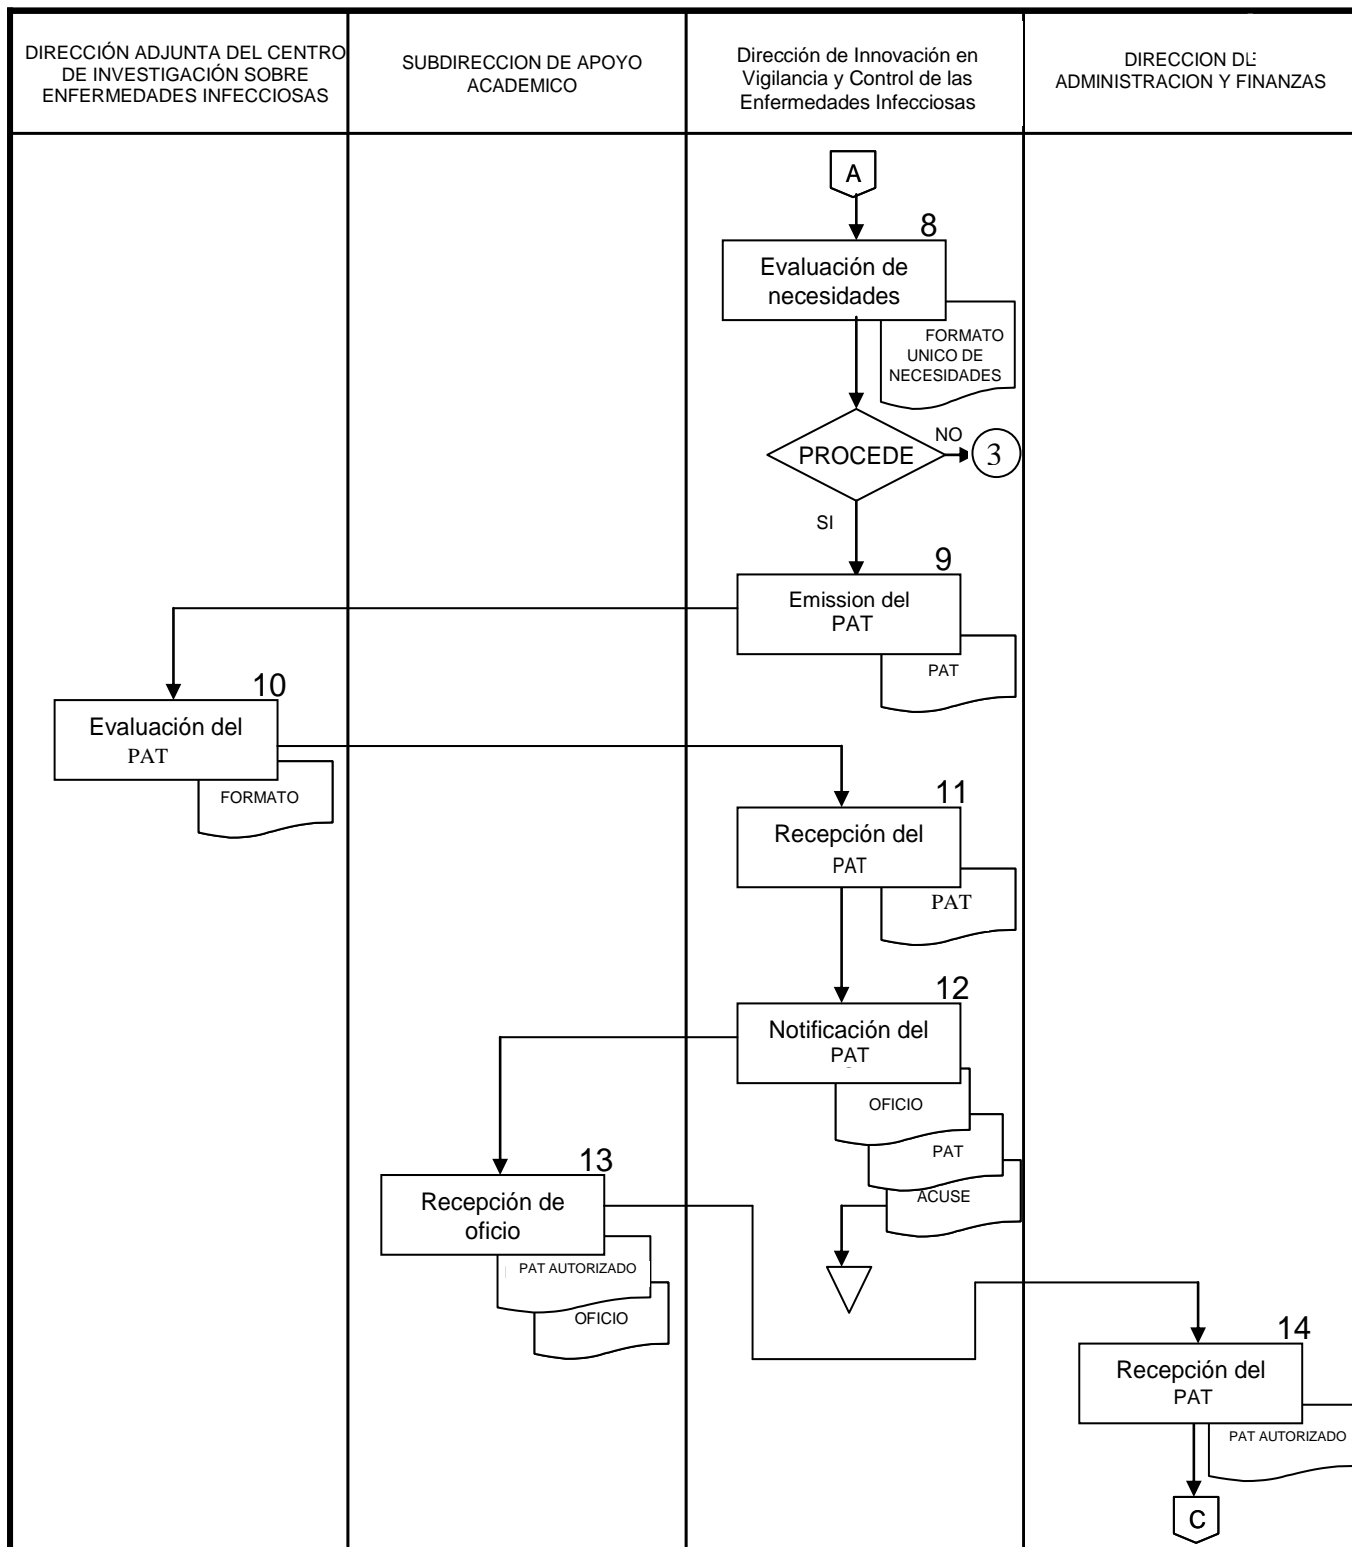 DIRECCIÓN ADJUNTA DEL CENTRO
DE INVESTIGACIÓN SOBRE
ENFERMEDADES INFECCIOSAS
SUBDIRECCION DE APOYO
ACADEMICO
Dirección de Innovación en
Vigilancia y Control de las
Enfermedades Infecciosas
DIRECCION DE
ADMINISTRACION Y FINANZAS
A
8
Evaluación de
necesidades
FORMATO
UNICO DE
NECESIDADES
PROCEDE
NO
3
SI
9
Emission del
PAT
PAT
10
Evaluación del
PAT
FORMATO
11
Recepción del
PAT
PAT
12
Notificación del
PAT
OFICIO
PAT
ACUSE
13
Recepción de
oficio
PAT AUTORIZADO
OFICIO
14
Recepción del
PAT
PAT AUTORIZADO
C